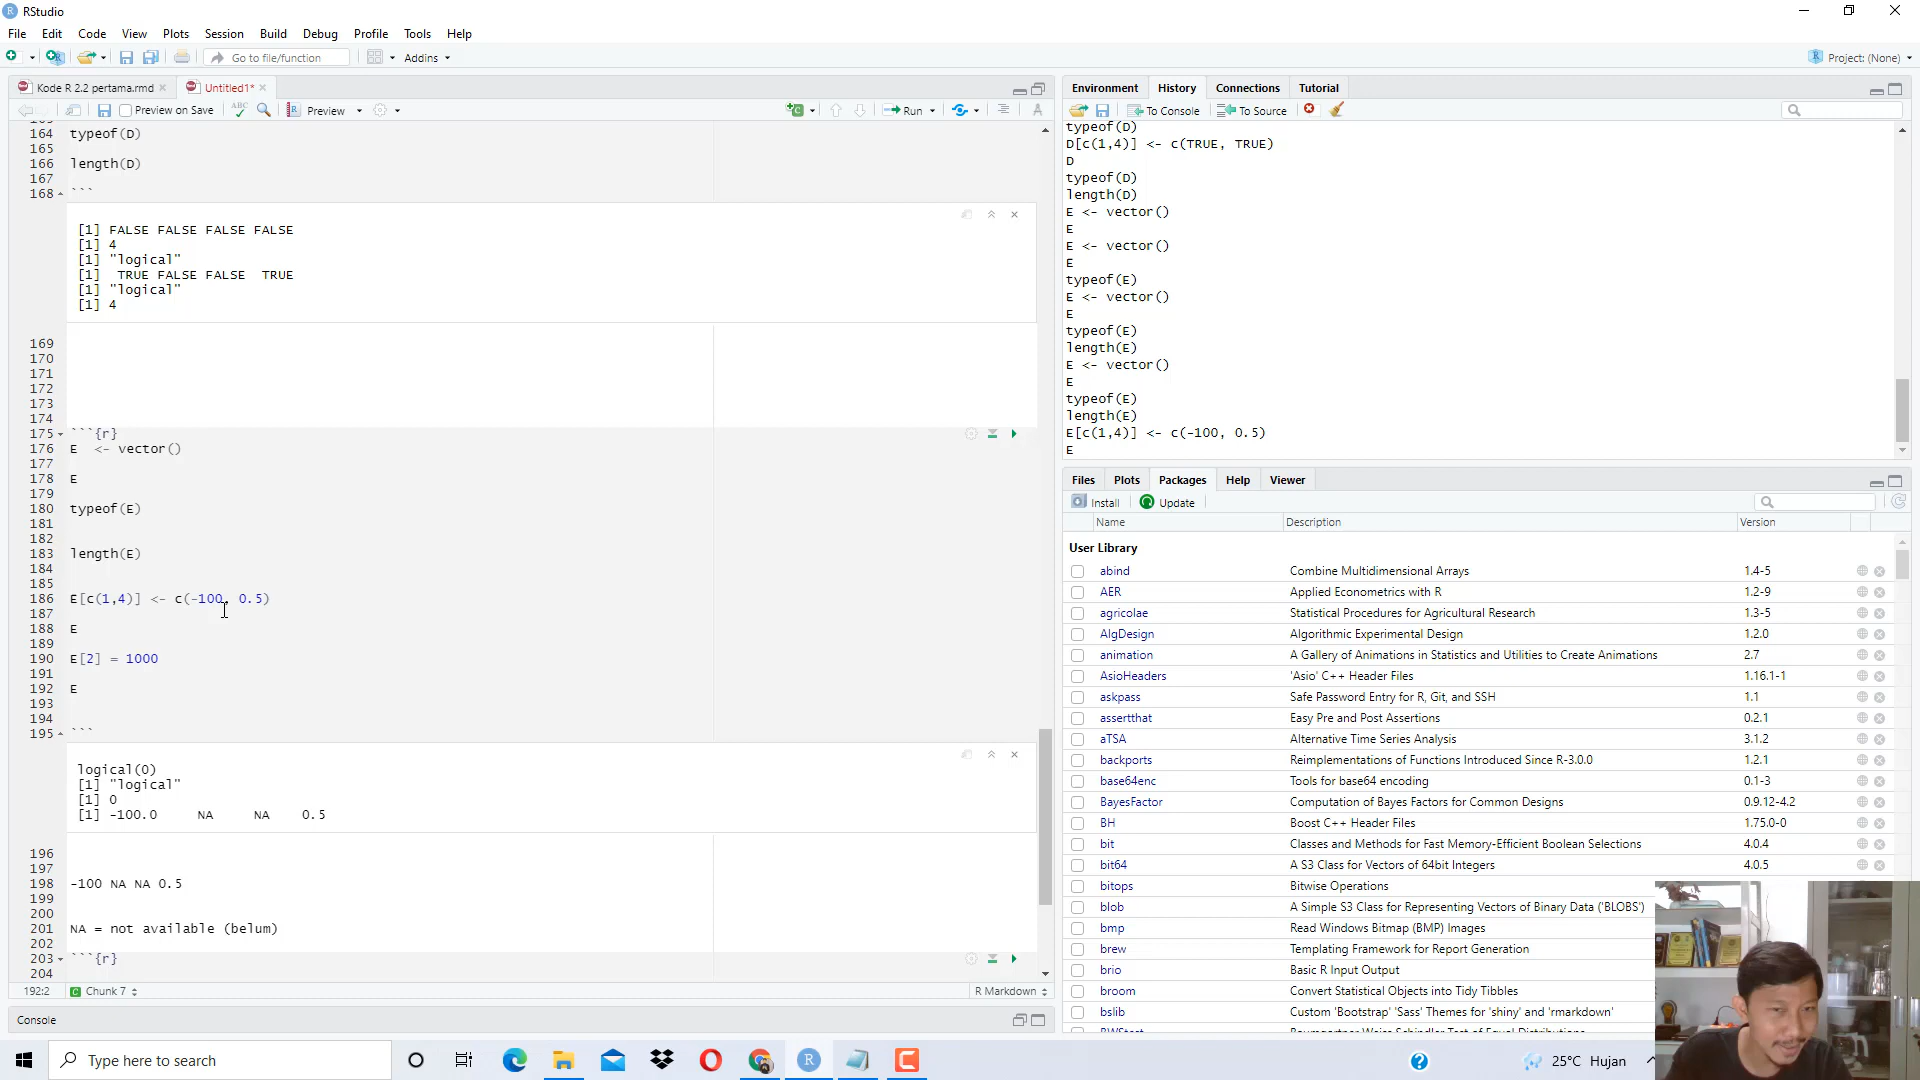 RStudio
File Edit Code View Plots Session Build Debug Profile Tools Help
Go to file/function
Addins
Project: (None)
Kode R 2.2 pertama.rmd
Untitled1*
Preview on Save
ABC
Preview
Run
164 typeof(D)
165
166 length(D)
167
168 ```
[1] FALSE FALSE FALSE FALSE
[1] 4
[1] "logical"
[1]  TRUE FALSE FALSE  TRUE
[1] "logical"
[1] 4
169
170
171
172
173
174
175 ```{r}
176 E  <- vector()
177
178 E
179
180 typeof(E)
181
182
183 length(E)
184
185
186 E[c(1,4)] <- c(-100, 0.5)
187
188 E
189
190 E[2] = 1000
191
192 E
193
194
195 ```
logical(0)
[1] "logical"
[1] 0
[1] -100.0     NA     NA    0.5
196
197
198 -100 NA NA 0.5
199
200
201 NA = not available (belum)
202
203 ```{r}
204
192:2
Chunk 7
R Markdown
Console
Environment History Connections Tutorial
To Console
To Source
typeof(D)
D[c(1,4)] <- c(TRUE, TRUE)
D
typeof(D)
length(D)
E <- vector()
E
E <- vector()
E
typeof(E)
E <- vector()
E
typeof(E)
length(E)
E <- vector()
E
typeof(E)
length(E)
E[c(1,4)] <- c(-100, 0.5)
E
Files Plots Packages Help Viewer
Install
Update
Name Description Version
User Library
abind Combine Multidimensional Arrays 1.4-5
AER Applied Econometrics with R 1.2-9
agricolae Statistical Procedures for Agricultural Research 1.3-5
AlgDesign Algorithmic Experimental Design 1.2.0
animation A Gallery of Animations in Statistics and Utilities to Create Animations 2.7
AsioHeaders 'Asio' C++ Header Files 1.16.1-1
askpass Safe Password Entry for R, Git, and SSH 1.1
assertthat Easy Pre and Post Assertions 0.2.1
aTSA Alternative Time Series Analysis 3.1.2
backports Reimplementations of Functions Introduced Since R-3.0.0 1.2.1
base64enc Tools for base64 encoding 0.1-3
BayesFactor Computation of Bayes Factors for Common Designs 0.9.12-4.2
BH Boost C++ Header Files 1.75.0-0
bit Classes and Methods for Fast Memory-Efficient Boolean Selections 4.0.4
bit64 A S3 Class for Vectors of 64bit Integers 4.0.5
bitops Bitwise Operations
blob A Simple S3 Class for Representing Vectors of Binary Data ('BLOBS')
bmp Read Windows Bitmap (BMP) Images
brew Templating Framework for Report Generation
brio Basic R Input Output
broom Convert Statistical Objects into Tidy Tibbles
bslib Custom 'Bootstrap' 'Sass' Themes for 'shiny' and 'rmarkdown'
Type here to search
25°C Hujan